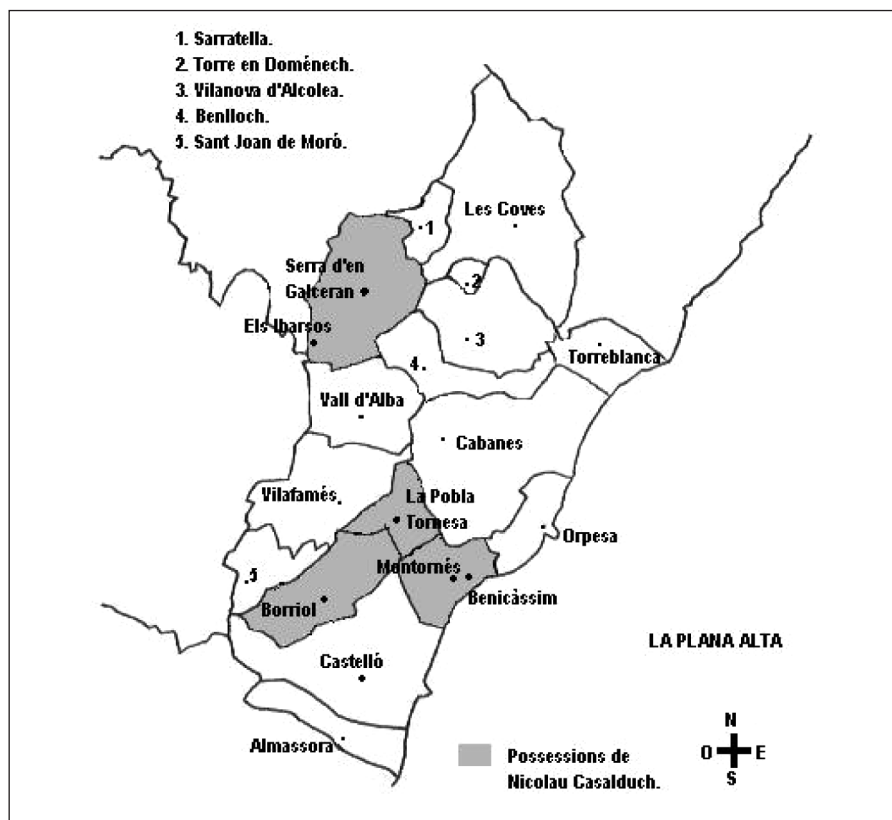 1. Sarratella.
2. Torre en Doménech.
3. Vilanova d'Alcolea.
4. Benlloch.
5. Sant Joan de Moró.
Les Coves
1
Serra d'en
Galceran
2
Els Ibarsos
3
Torreblanca
4.
Vall d'Alba
Cabanes
Vilafamés
La Pobla
Tornesa
Orpesa
Montornés
5
Benicàssim
Borriol
LA PLANA ALTA
Castelló
Almassora
Possessions de
Nicolau Casalduch.
N
O E
S